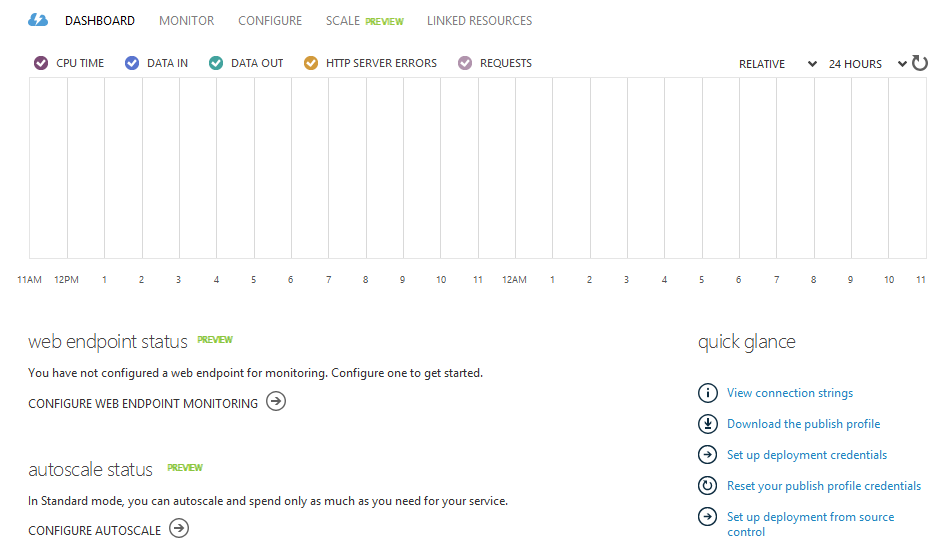 DASHBOARD MONITOR CONFIGURE SCALE PREVIEW LINKED RESOURCES
CPU TIME DATA IN DATA OUT HTTP SERVER ERRORS REQUESTS RELATIVE 24 HOURS
11AM 12PM 1 2 3 4 5 6 7 8 9 10 11 12AM 1 2 3 4 5 6 7 8 9 10 11
web endpoint status PREVIEW
You have not configured a web endpoint for monitoring. Configure one to get started.
CONFIGURE WEB ENDPOINT MONITORING
autoscale status PREVIEW
In Standard mode, you can autoscale and spend only as much as you need for your service.
CONFIGURE AUTOSCALE
quick glance
View connection strings
Download the publish profile
Set up deployment credentials
Reset your publish profile credentials
Set up deployment from source
control